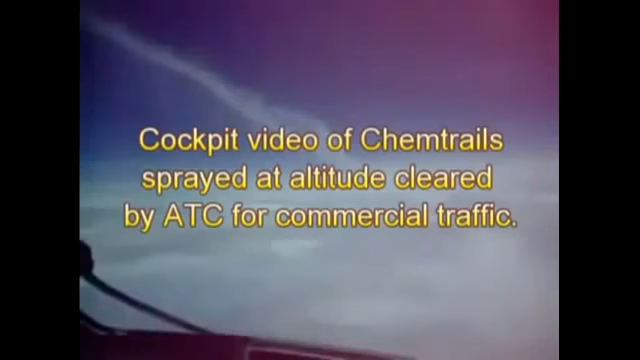 Cockpit video of Chemtrails
sprayed at altitude cleared
by ATC for commercial traffic.